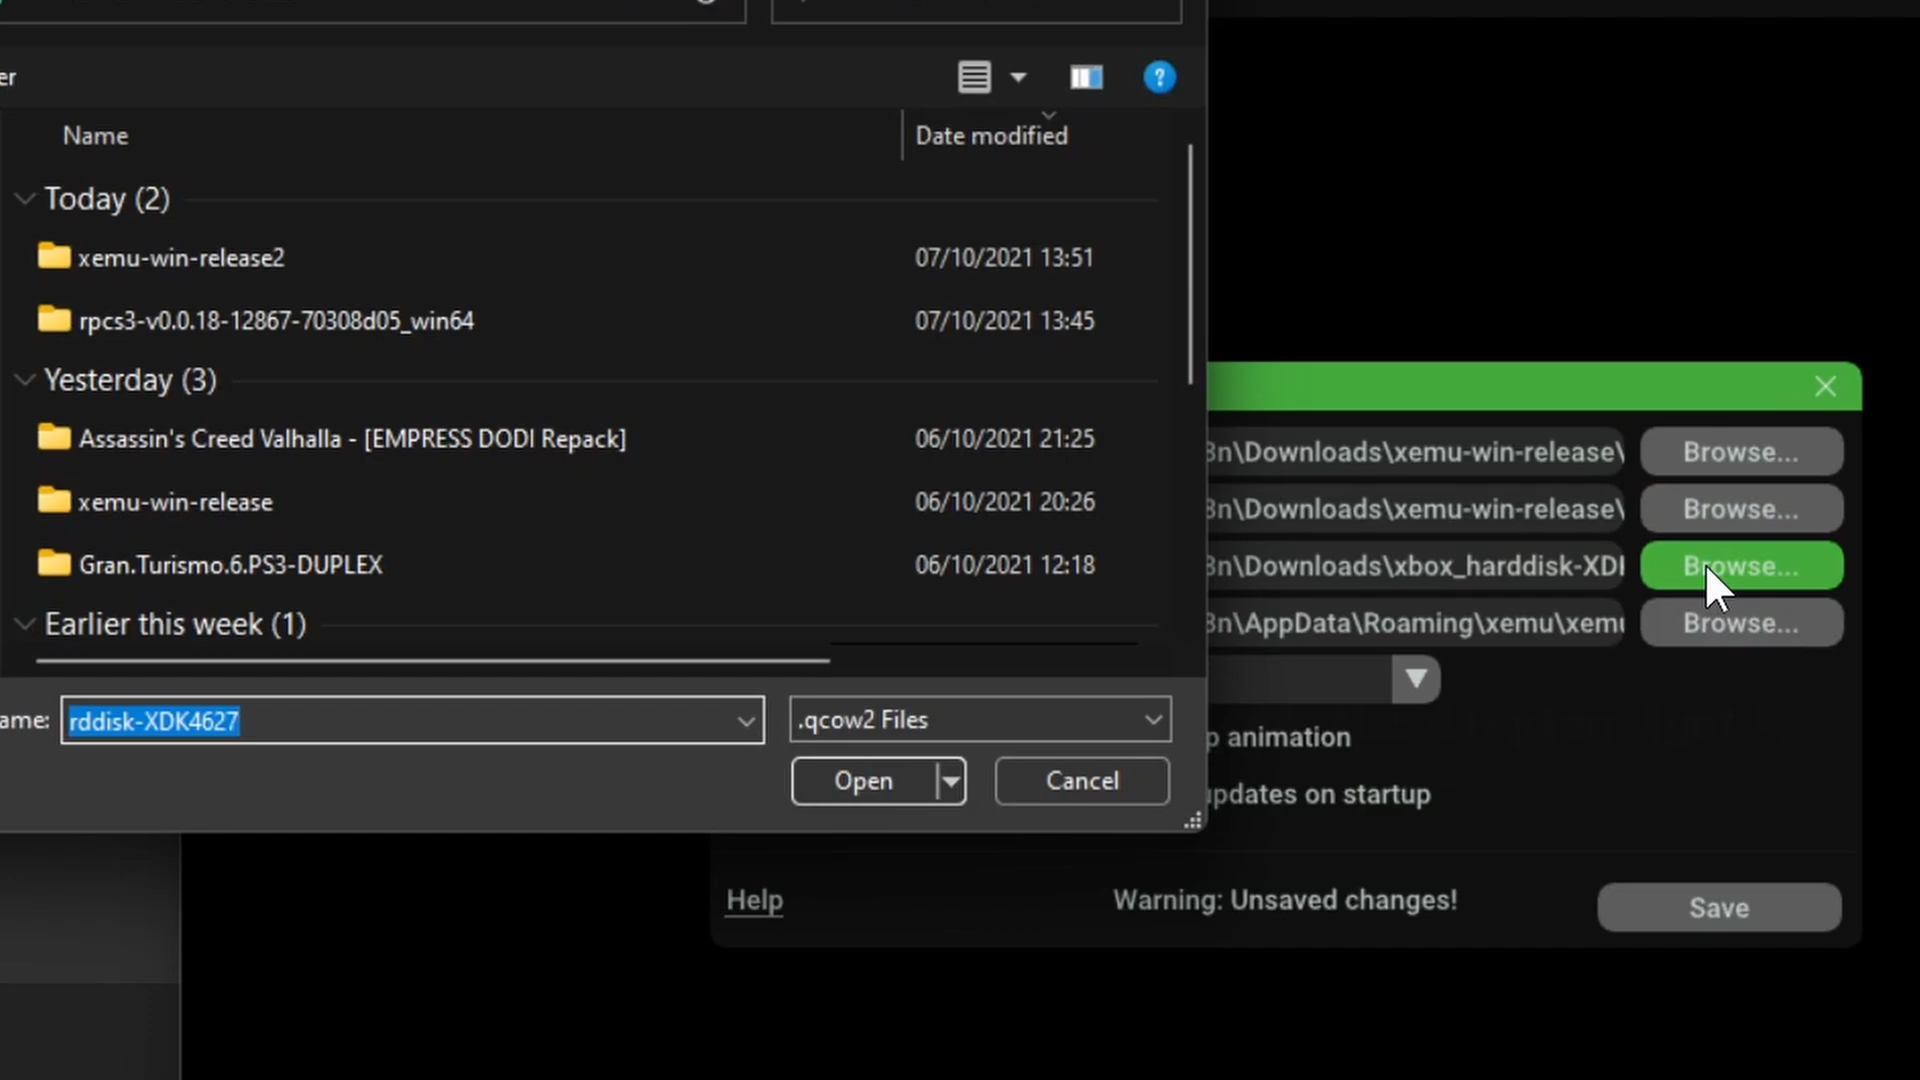 er
Name
Date modified
Today (2)
xemu-win-release2
07/10/2021 13:51
rpcs3-v0.0.18-12867-70308d05_win64
07/10/2021 13:45
Yesterday (3)
Assassin's Creed Valhalla - [EMPRESS DODI Repack]
06/10/2021 21:25
xemu-win-release
06/10/2021 20:26
Gran.Turismo.6.PS3-DUPLEX
06/10/2021 12:18
Earlier this week (1)
ame:
rddisk-XDK4627
.qcow2 Files
Open
Cancel
3n\Downloads\xemu-win-release\
Browse...
3n\Downloads\xemu-win-release\
Browse...
3n\Downloads\xbox_harddisk-XD
Browse...
3n\AppData\Roaming\xemu\xemu
Browse...
p animation
updates on startup
Help
Warning: Unsaved changes!
Save